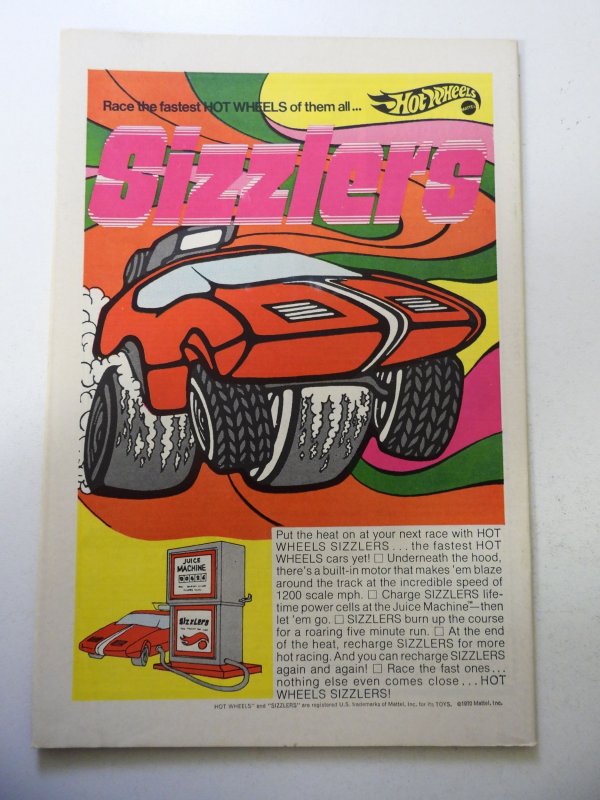 Race the fastest HOT WHEELS of them all...
Hot Wheels
MATTEL
Sizzlers
Put the heat on at your next race with HOT
WHEELS SIZZLERS...the fastest HOT
WHEELS cars yet! □ Underneath the hood,
there's a built-in motor that makes 'em blaze
around the track at the incredible speed of
1200 scale mph. □ Charge SIZZLERS life-
time power cells at the Juice Machine™—then
let 'em go. □ SIZZLERS burn up the course
for a roaring five minute run. □ At the end
of the heat, recharge SIZZLERS for more
hot racing. And you can recharge SIZZLERS
again and again! □ Race the fast ones...
nothing else even comes close...HOT
WHEELS SIZZLERS!
JUICE
MACHINE
Sizzlers
HOT WHEELS" and "SIZZLERS" are registered U.S. trademarks of Mattel, Inc. for its TOYS. ©1970 Mattel, Inc.